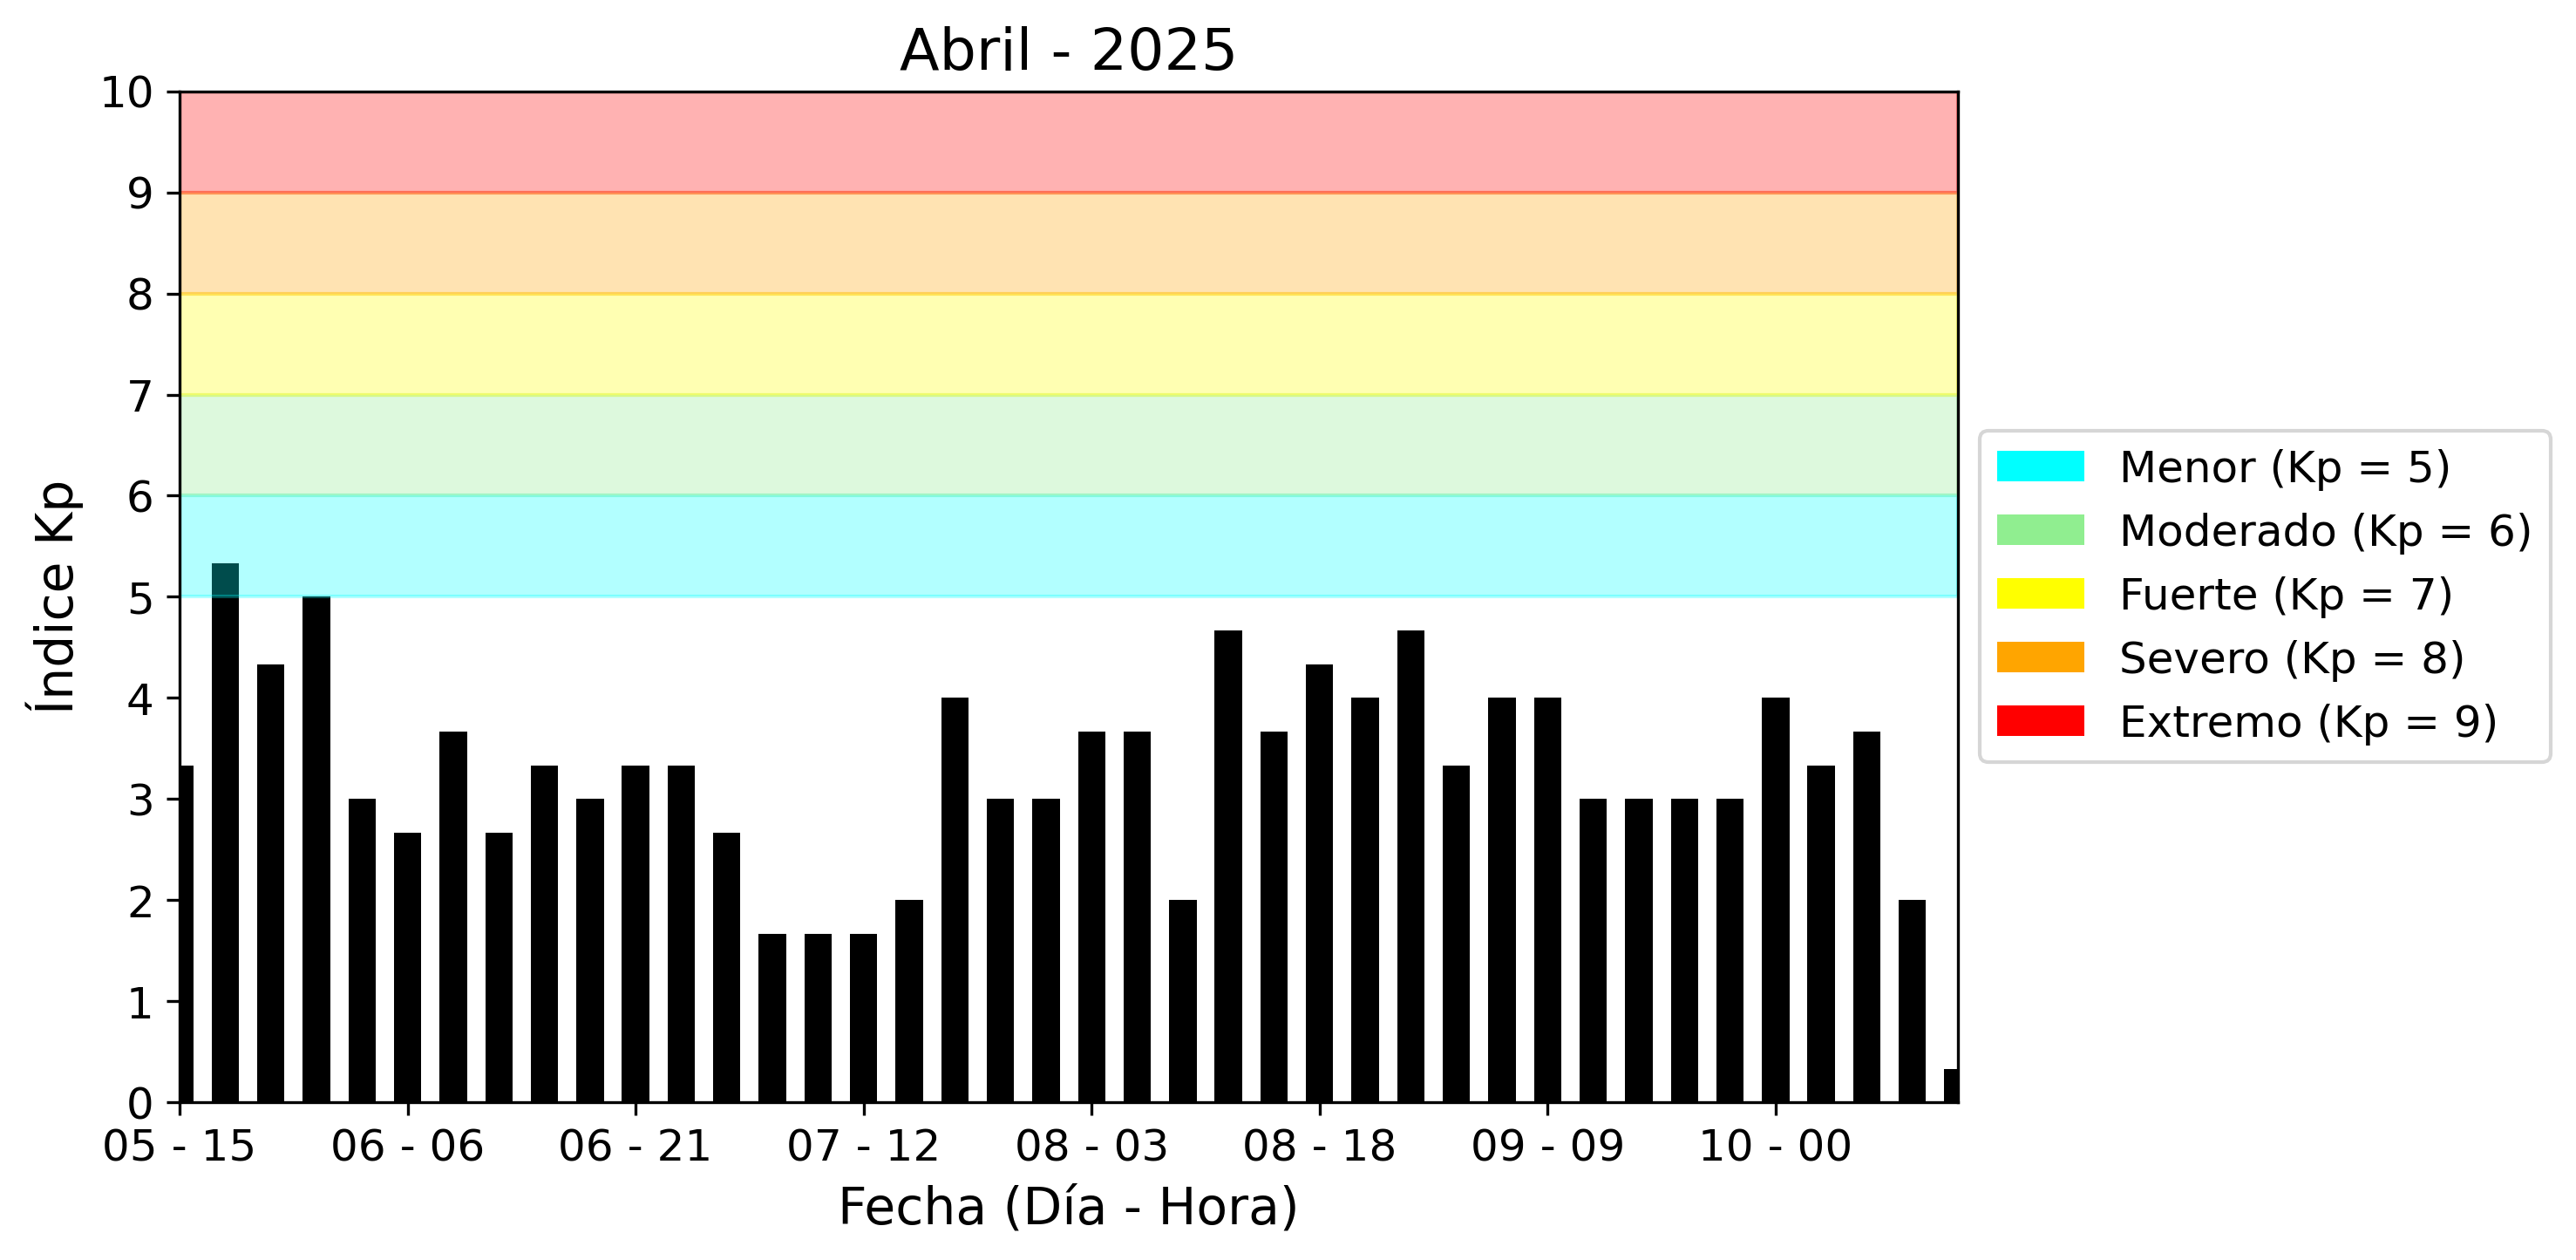 Abril - 2025
10
9
8
7
6
5
4
3
2
1
0
Índice Kp
05 - 15 06 - 06 06 - 21 07 - 12 08 - 03 08 - 18 09 - 09 10 - 00
Fecha (Día - Hora)
Menor (Kp = 5)
Moderado (Kp = 6)
Fuerte (Kp = 7)
Severo (Kp = 8)
Extremo (Kp = 9)